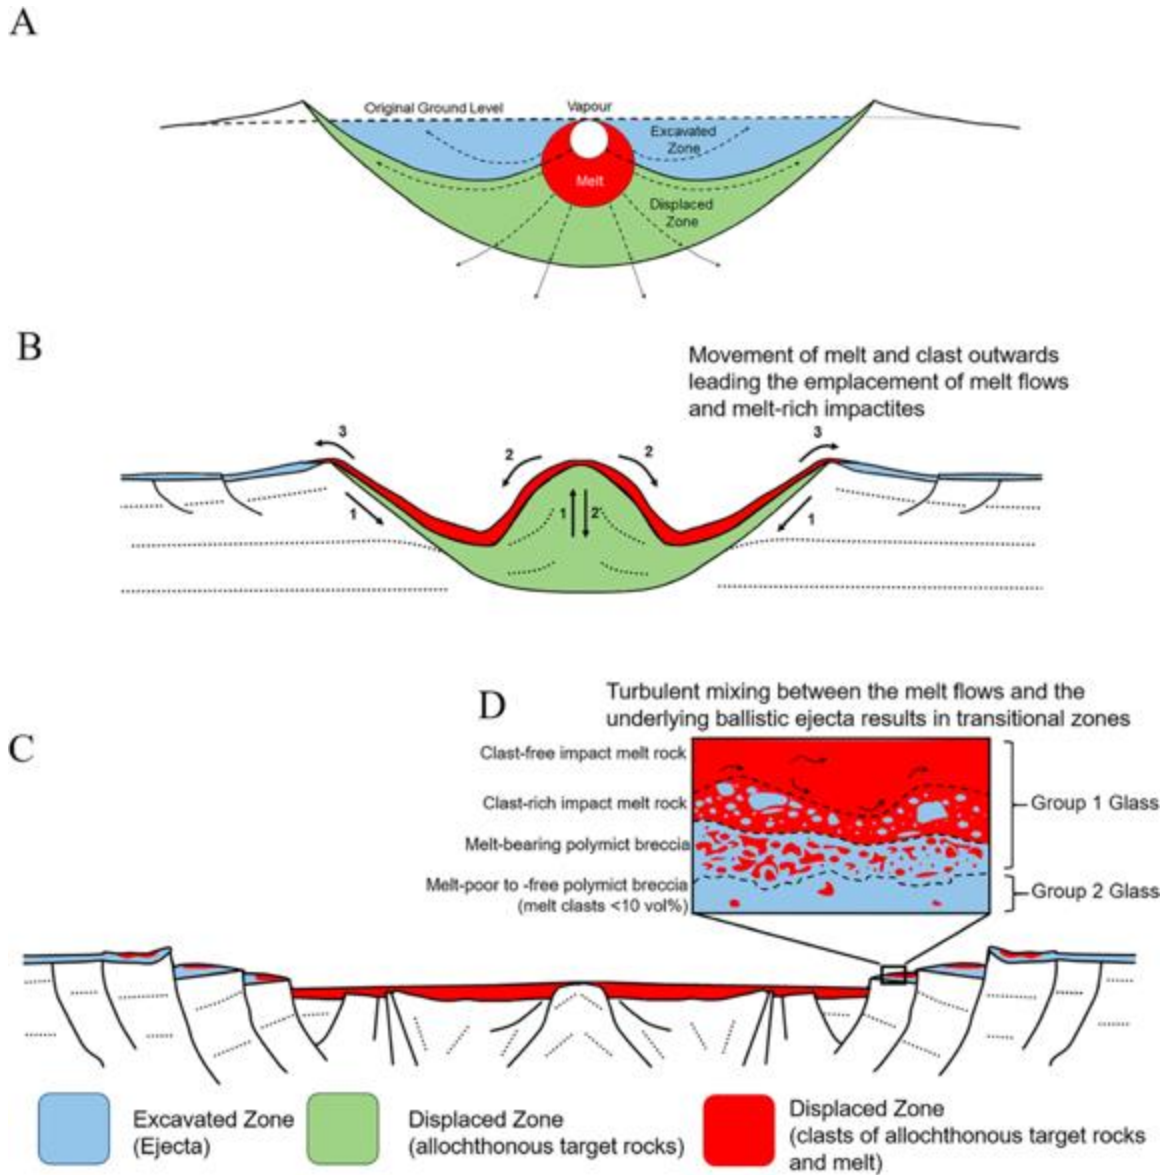 A
Original Ground Level
Vapour
Excavated
Zone
Melt
Displaced
Zone
B
Movement of melt and clast outwards
leading the emplacement of melt flows
and melt-rich impactites
3
3
2
2
1
2
1
1
D
Turbulent mixing between the melt flows and the
underlying ballistic ejecta results in transitional zones
C
Clast-free impact melt rock
Clast-rich impact melt rock
Group 1 Glass
Melt-bearing polymict breccia
Melt-poor to -free polymict breccia
(melt clasts <10 vol%)
Group 2 Glass
Excavated Zone
(Ejecta)
Displaced Zone
(allochthonous target rocks)
Displaced Zone
(clasts of allochthonous target rocks
and melt)